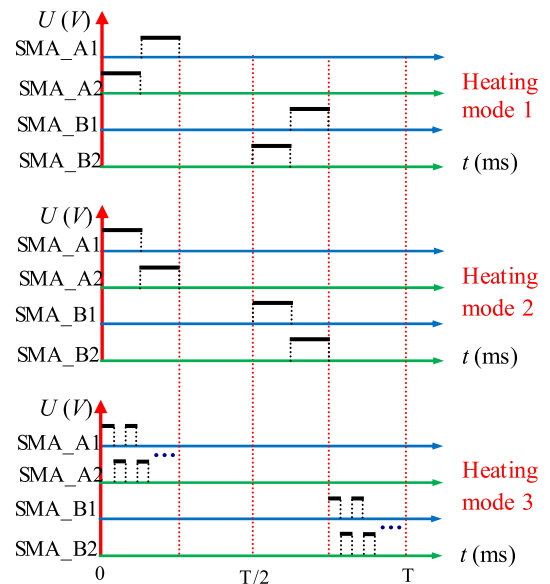 U (V)
SMA_A1
SMA_A2
SMA_B1
SMA_B2
Heating
mode 1
t (ms)
U (V)
SMA_A1
SMA_A2
SMA_B1
SMA_B2
Heating
mode 2
t (ms)
U (V)
SMA_A1
SMA_A2
SMA_B1
SMA_B2
Heating
mode 3
t (ms)
0
T/2
T